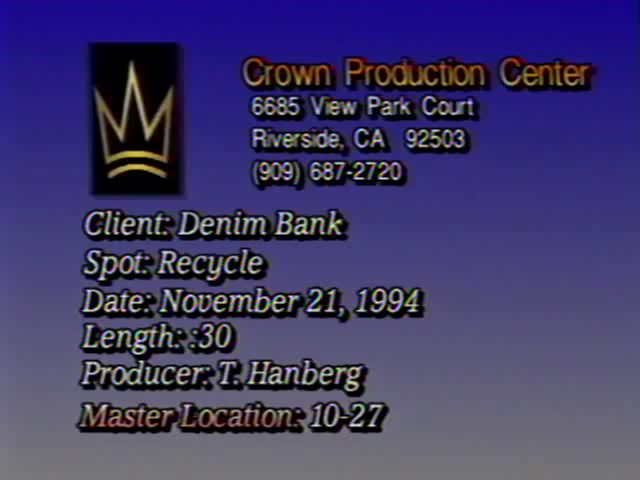 Crown Production Center
6685 View Park Court
Riverside, CA 92503
(909) 687-2720
Client: Denim Bank
Spot: Recycle
Date: November 21, 1994
Length: :30
Producer: T. Hanberg
Master Location: 10-27